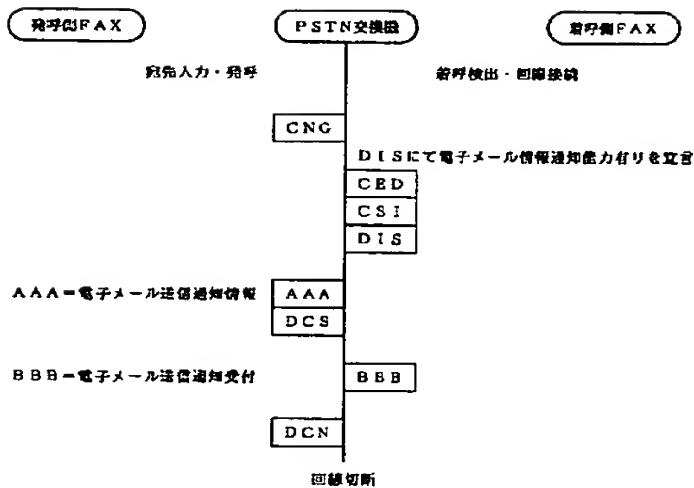 発呼側FAX PSTN交換機 着呼側FAX
宛先入力・発呼 着呼検出・回線接続
CNG
DISにて電子メール情報通知能力有りを宣言
CED
CSI
DIS
AAA=電子メール送信通知情報 AAA
DCS
BBB=電子メール送信通知受付 BBB
DCN
回線切断